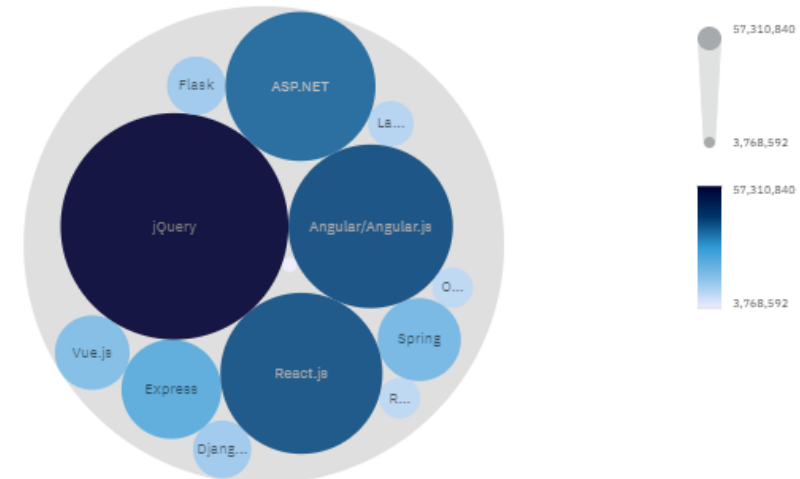 57,310,840
Flask
ASP.NET
La...
3,768,592
57,310,840
jQuery
Angular/Angular.js
O...
3,768,592
Spring
Vue.js
React.js
Express
R...
Djang...